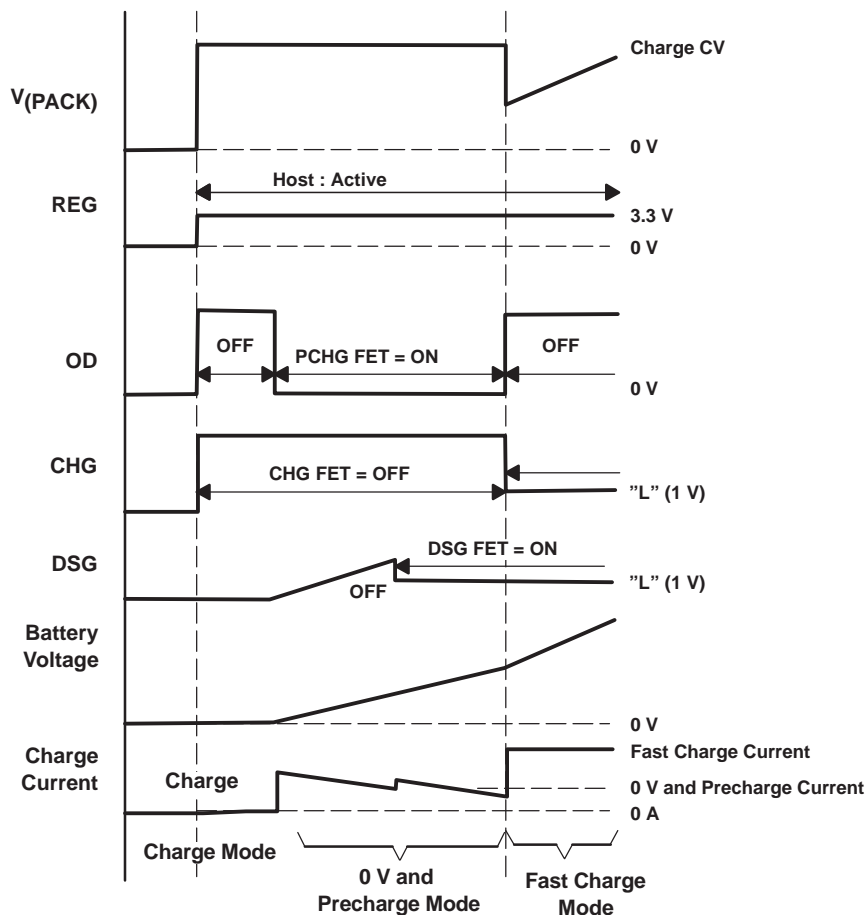 Charge CV
V(PACK)
0 V
Host : Active
REG
3.3 V
0 V
OFF
PCHG FET = ON
OFF
OD
0 V
CHG
CHG FET = OFF
”L” (1 V)
DSG
DSG FET = ON
OFF
”L” (1 V)
Battery
Voltage
0 V
Charge
Current
Charge
Fast Charge Current
0 V and Precharge Current
0 A
Charge Mode
0 V and
Precharge Mode
Fast Charge
Mode